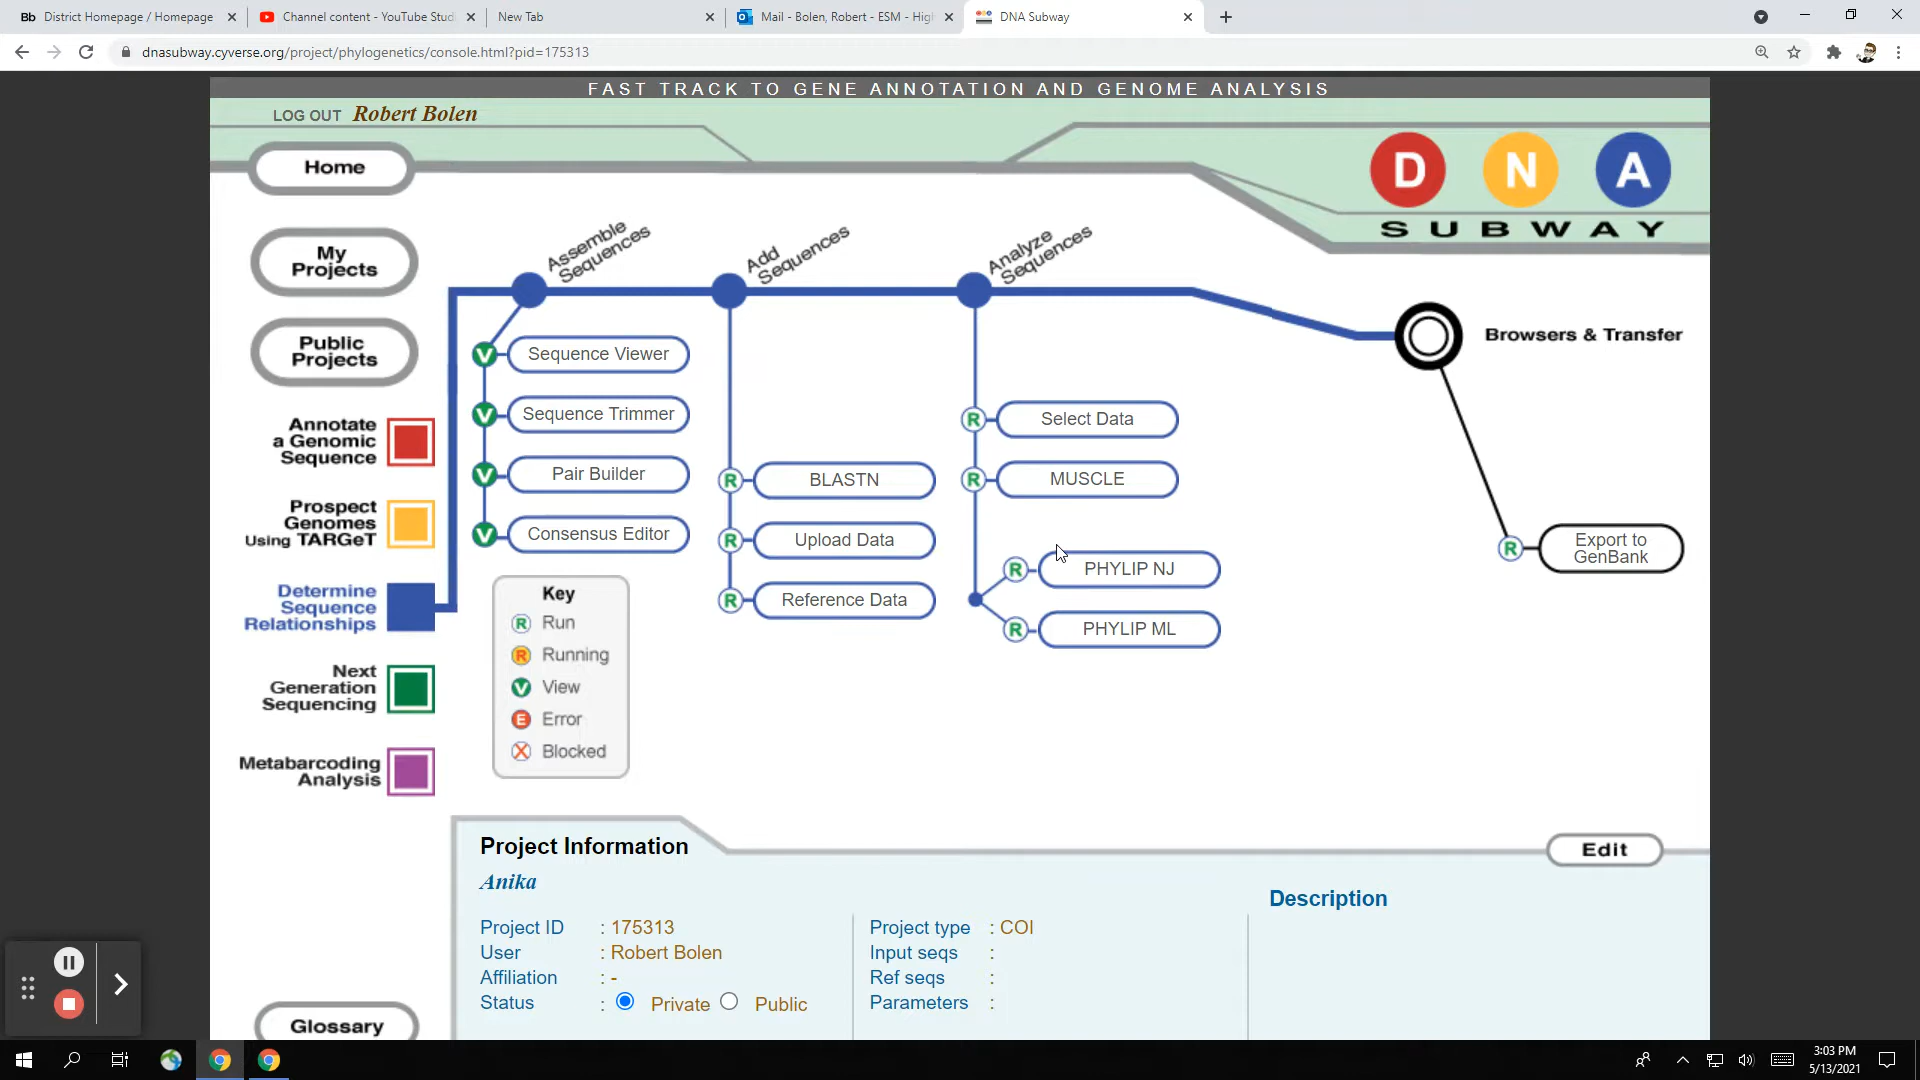 Bb District Homepage / Homepage
Channel content - YouTube Stud
New Tab
Mail - Bolen, Robert - ESM - Hig
DNA Subway
dnasubway.cyverse.org/project/phylogenetics/console.html?pid=175313
FAST TRACK TO GENE ANNOTATION AND GENOME ANALYSIS
LOG OUT Robert Bolen
Home
D N A
SUBWAY
My
Projects
Public
Projects
Assemble
Sequences
Add
Sequences
Analyze
Sequences
Browsers & Transfer
V Sequence Viewer
V Sequence Trimmer
V Pair Builder
V Consensus Editor
R BLASTN
R Upload Data
R Reference Data
R Select Data
R MUSCLE
R PHYLIP NJ
R PHYLIP ML
R Export to
GenBank
Annotate
a Genomic
Sequence
Prospect
Genomes
Using TARGeT
Determine
Sequence
Relationships
Next
Generation
Sequencing
Metabarcoding
Analysis
Key
R Run
R Running
V View
E Error
X Blocked
Project Information
Edit
Anika
Description
Project ID : 175313
User : Robert Bolen
Affiliation : -
Status : Private Public
Project type : COI
Input seqs :
Ref seqs :
Parameters :
Glossary
3:03 PM
5/13/2021